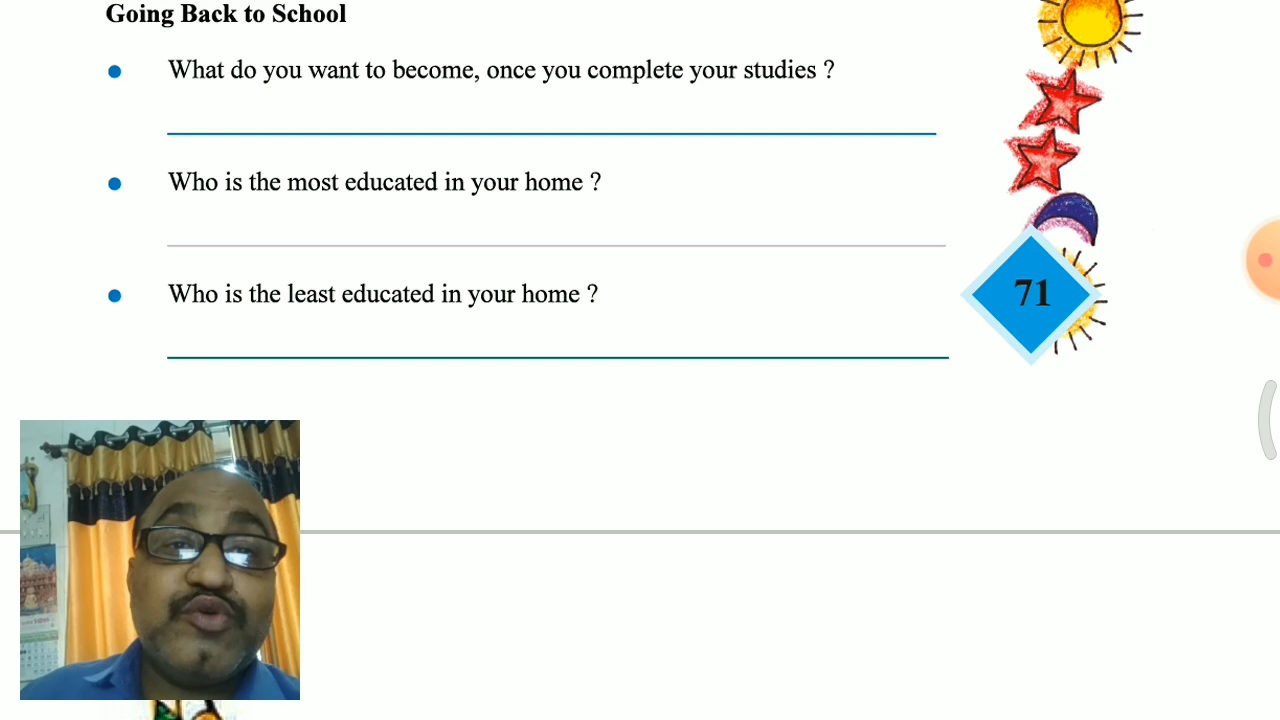 Going Back to School
What do you want to become, once you complete your studies ?
Who is the most educated in your home ?
Who is the least educated in your home ?
71